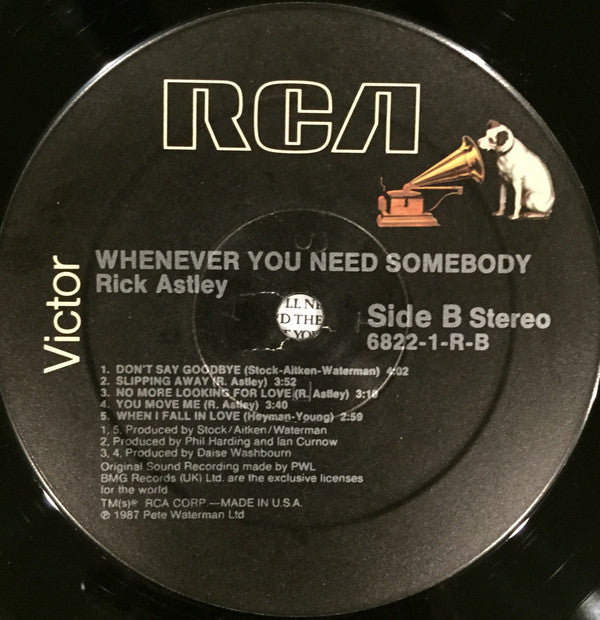 RCA
Victor
WHENEVER YOU NEED SOMEBODY
Rick Astley
Side B Stereo
6822-1-R-B
LL NE
D THE
YOU
1. DON'T SAY GOODBYE (Stock-Aitken-Waterman) 4:02
2. SLIPPING AWAY (R. Astley) 3:52
3. NO MORE LOOKING FOR LOVE (R. Astley) 3:16
4. YOU MOVE ME (R. Astley) 3:40
5. WHEN I FALL IN LOVE (Heyman-Young) 2:59
1, 5, Produced by Stock/Aitken/Waterman
2, Produced by Phil Harding and Ian Curnow
3, 4, Produced by Daise Washbourn
Original Sound Recording made by PWL
BMG Records (UK) Ltd. are the exclusive licenses
for the world
TM(s)® RCA CORP.—MADE IN U.S.A.
℗ 1987 Pete Waterman Ltd